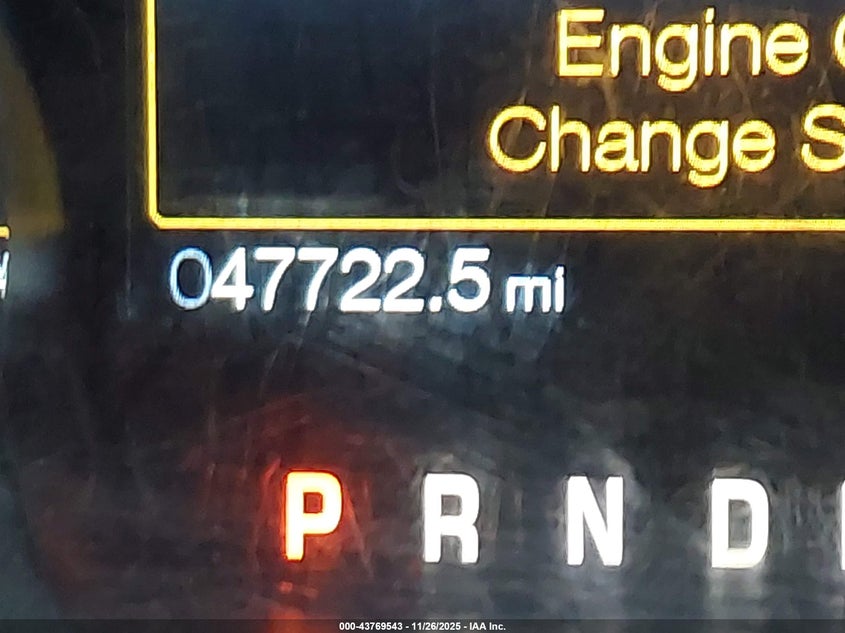 Engine
Change S
047722.5 mi
P R N D
000-43769543 - 11/26/2025 - IAA Inc.